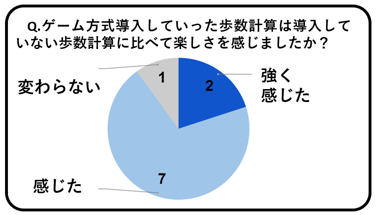 Q.ゲーム方式導入していった歩数計算は導入して
いない歩数計算に比べて楽しさを感じましたか？
変わらない
1
2
強く
感じた
感じた
7